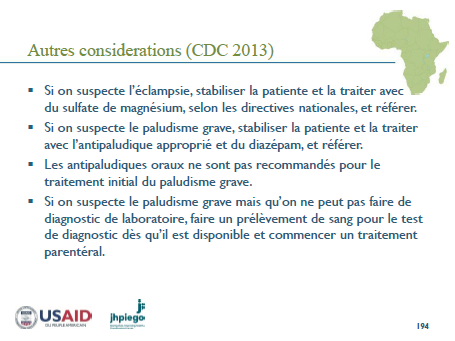 Autres considerations (CDC 2013)
▪ Si on suspecte l'éclampsie, stabiliser la patiente et la traiter avec
du sulfate de magnésium, selon les directives nationales, et référer.
▪ Si on suspecte le paludisme grave, stabiliser la patiente et la traiter
avec l'antipaludique approprié et du diazépam, et référer.
▪ Les antipaludiques oraux ne sont pas recommandés pour le
traitement initial du paludisme grave.
▪ Si on suspecte le paludisme grave mais qu'on ne peut pas faire de
diagnostic de laboratoire, faire un prélèvement de sang pour le test
de diagnostic dès qu'il est disponible et commencer un traitement
parentéral.
USAID
jhpiego
194